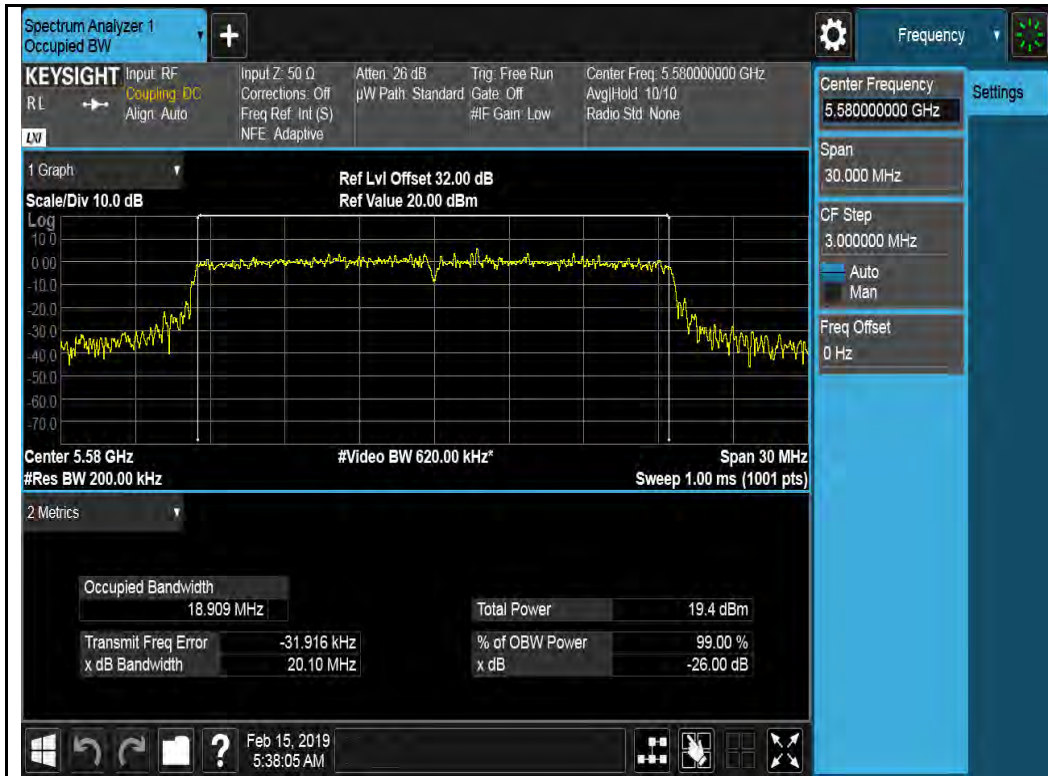 Spectrum Analyzer 1
Occupied BW
+
Frequency
KEYSIGHT
RL
LXI
Input: RF
Coupling: DC
Align: Auto
Input Z: 50 Ω
Corrections: Off
Freq Ref: Int (S)
NFE: Adaptive
Atten: 26 dB
µW Path: Standard
Trig: Free Run
Gate: Off
#IF Gain: Low
Center Freq: 5.580000000 GHz
Avg|Hold: 10/10
Radio Std: None
Center Frequency
5.580000000 GHz
Settings
Span
30.000 MHz
CF Step
3.000000 MHz
Auto
Man
Freq Offset
0 Hz
1 Graph
Scale/Div 10.0 dB
Ref Lvl Offset 32.00 dB
Ref Value 20.00 dBm
Log
10.0
0.00
-10.0
-20.0
-30.0
-40.0
-50.0
-60.0
-70.0
Center 5.58 GHz
#Video BW 620.00 kHz*
Span 30 MHz
#Res BW 200.00 kHz
Sweep 1.00 ms (1001 pts)
2 Metrics
Occupied Bandwidth
18.909 MHz
Total Power 19.4 dBm
Transmit Freq Error -31.916 kHz
% of OBW Power 99.00 %
x dB Bandwidth 20.10 MHz
x dB -26.00 dB
?
Feb 15, 2019
5:38:05 AM